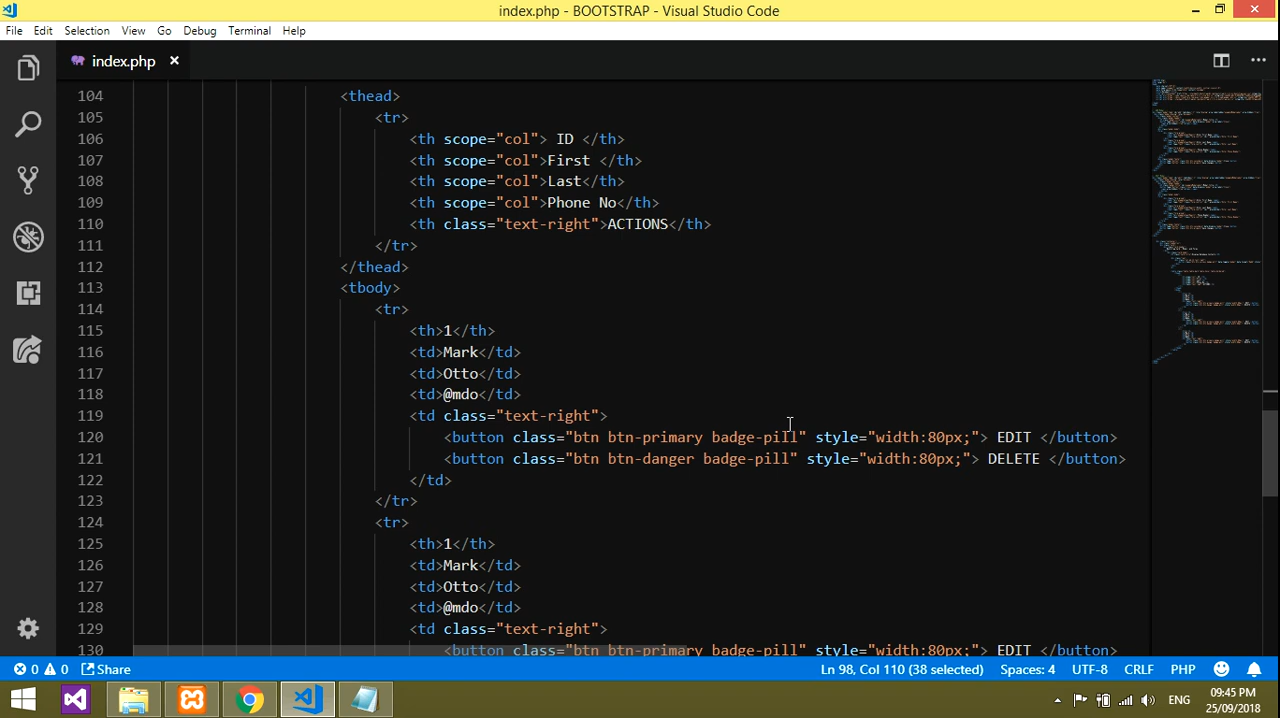 index.php - BOOTSTRAP - Visual Studio Code
File Edit Selection View Go Debug Terminal Help
index.php ×
104 <thead>
105 <tr>
106 <th scope="col"> ID </th>
107 <th scope="col">First </th>
108 <th scope="col">Last</th>
109 <th scope="col">Phone No</th>
110 <th class="text-right">ACTIONS</th>
111 </tr>
112 </thead>
113 <tbody>
114 <tr>
115 <th>1</th>
116 <td>Mark</td>
117 <td>Otto</td>
118 <td>@mdo</td>
119 <td class="text-right">
120 <button class="btn btn-primary badge-pill" style="width:80px;"> EDIT </button>
121 <button class="btn btn-danger badge-pill" style="width:80px;"> DELETE </button>
122 </td>
123 </tr>
124 <tr>
125 <th>1</th>
126 <td>Mark</td>
127 <td>Otto</td>
128 <td>@mdo</td>
129 <td class="text-right">
130 <button class="btn btn-primary badge-pill" style="width:80px;"> EDIT </button>
0 0 Share Ln 98, Col 110 (38 selected) Spaces: 4 UTF-8 CRLF PHP
ENG 09:45 PM
25/09/2018